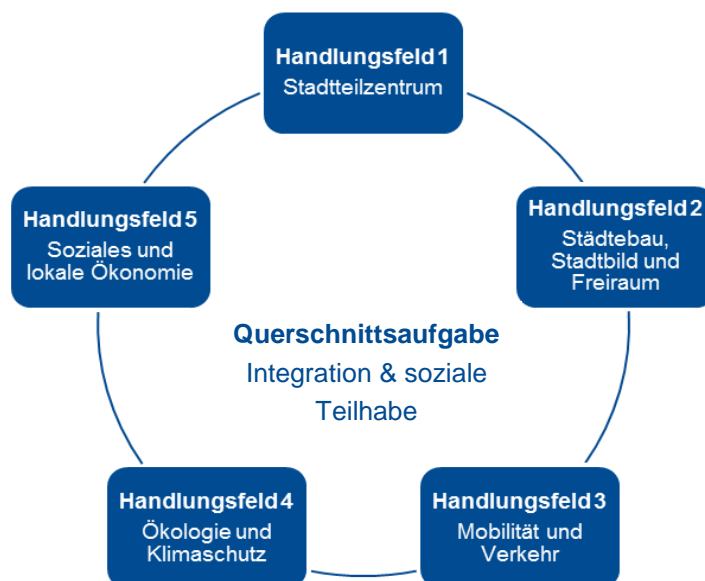 Handlungsfeld 1
Stadtteilzentrum
Handlungsfeld 2
Städtebau,
Stadtbild und
Freiraum
Handlungsfeld 5
Soziales und
lokale Ökonomie
Querschnittsaufgabe
Integration & soziale
Teilhabe
Handlungsfeld 4
Ökologie und
Klimaschutz
Handlungsfeld 3
Mobilität und
Verkehr